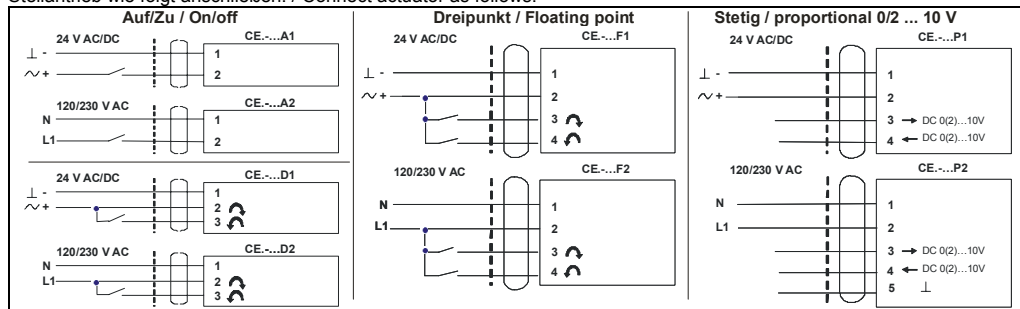 Stellantrieb wie folgt anschließen: / Connect actuator as follows:
Auf/Zu / On/off
24 V AC/DC
CE.-...A1
⊥ -
1
∿ +
2
120/230 V AC
CE.-...A2
N
1
L1
2
24 V AC/DC
CE.-...D1
⊥ -
1
∿ +
2
3
120/230 V AC
CE.-...D2
N
1
L1
2
3
Dreipunkt / Floating point
24 V AC/DC
CE.-...F1
⊥ -
1
∿ +
2
3
4
120/230 V AC
CE.-...F2
N
1
L1
2
3
4
Stetig / proportional 0/2 ... 10 V
24 V AC/DC
CE.-...P1
⊥ -
1
∿ +
2
3 → DC 0(2)...10V
4 ← DC 0(2)...10V
120/230 V AC
CE.-...P2
N
1
L1
2
3 → DC 0(2)...10V
4 ← DC 0(2)...10V
5 ⊥